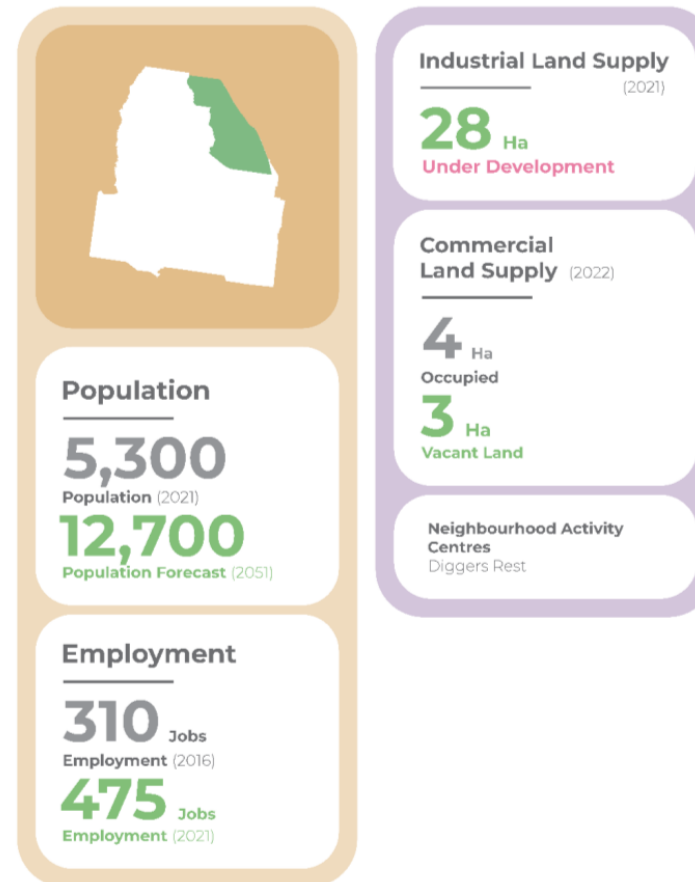 Population
5,300
Population (2021)
12,700
Population Forecast (2051)
Employment
310 Jobs
Employment (2016)
475 Jobs
Employment (2021)
Industrial Land Supply
(2021)
28 Ha
Under Development
Commercial
Land Supply (2022)
4 Ha
Occupied
3 Ha
Vacant Land
Neighbourhood Activity
Centres
Diggers Rest